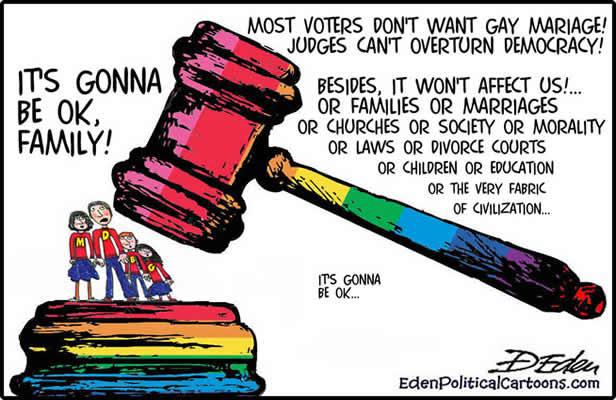 MOST VOTERS DON'T WANT GAY MARIAGE!
JUDGES CAN'T OVERTURN DEMOCRACY!
IT'S GONNA
BE OK,
FAMILY!
BESIDES, IT WON'T AFFECT US!...
OR FAMILIES OR MARRIAGES
OR CHURCHES OR SOCIETY OR MORALITY
OR LAWS OR DIVORCE COURTS
OR CHILDREN OR EDUCATION
OR THE VERY FABRIC
OF CIVILIZATION...
IT'S GONNA
BE OK...
M D G
D Eden
EdenPoliticalCartoons.com